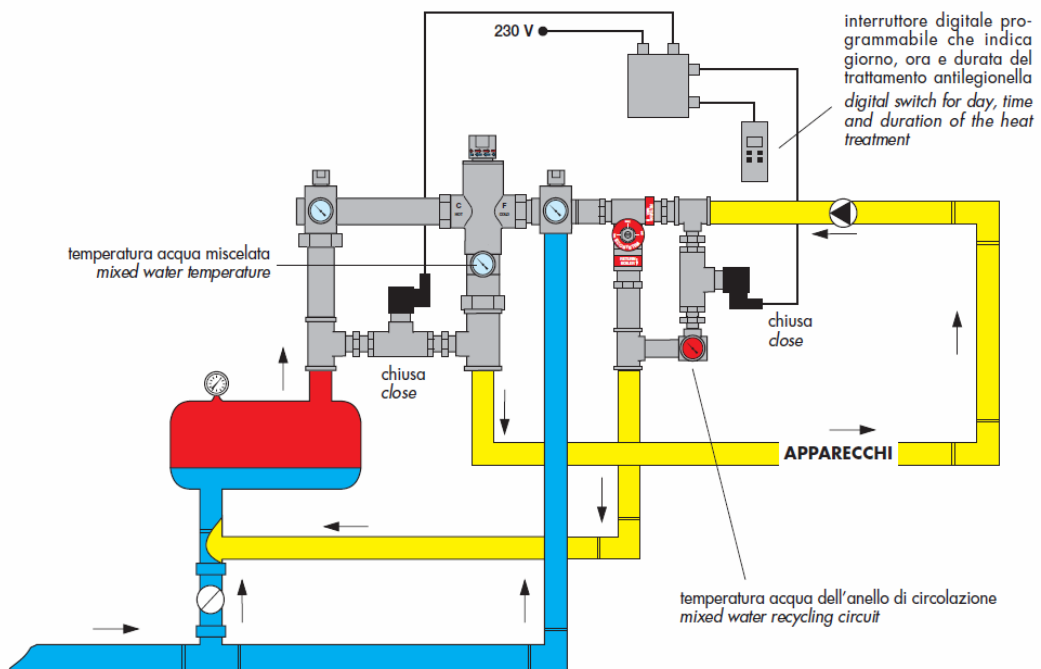 230 V
interruttore digitale pro-
grammabile che indica
giorno, ora e durata del
trattamento antilegionella
digital switch for day, time
and duration of the heat
treatment
C
HOT
F
COLD
temperatura acqua miscelata
mixed water temperature
chiusa
close
chiusa
close
APPARECCHI
temperatura acqua dell'anello di circolazione
mixed water recycling circuit